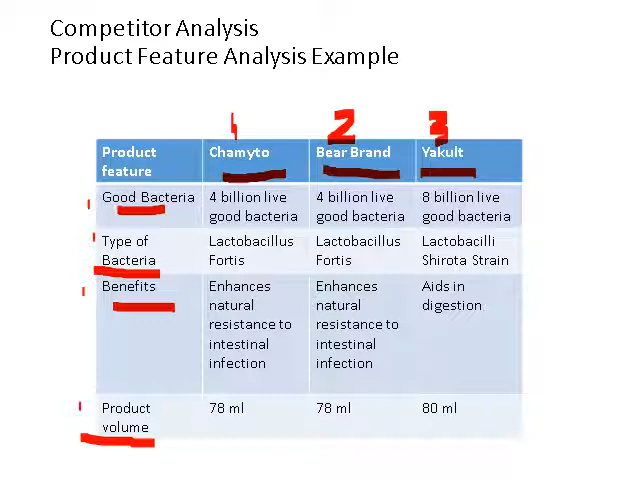 Competitor Analysis
Product Feature Analysis Example
1 2 3
Product feature Chamyto Bear Brand Yakult
Good Bacteria 4 billion live good bacteria 4 billion live good bacteria 8 billion live good bacteria
Type of Bacteria Lactobacillus Fortis Lactobacillus Fortis Lactobacilli Shirota Strain
Benefits Enhances natural resistance to intestinal infection Enhances natural resistance to intestinal infection Aids in digestion
Product volume 78 ml 78 ml 80 ml